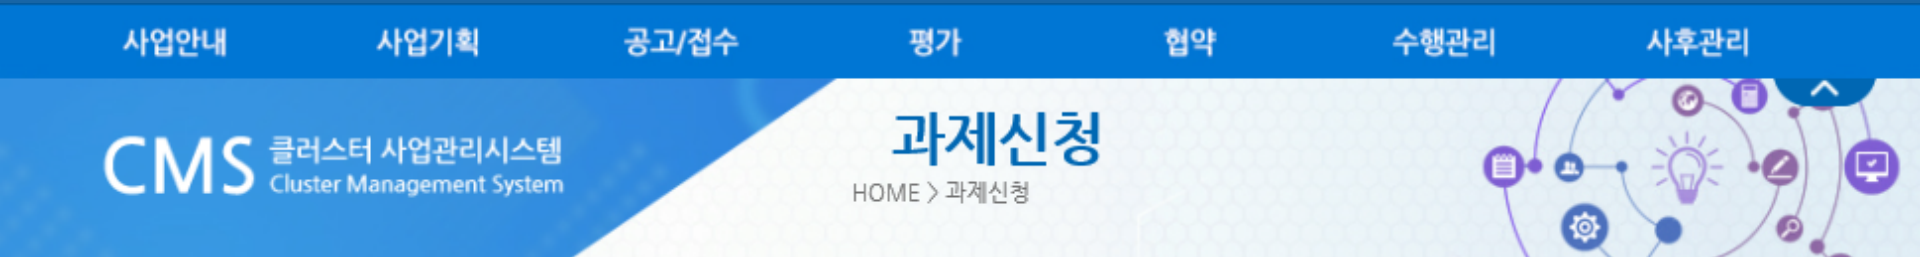 사업안내 사업기획 공고/접수 평가 협약 수행관리 사후관리
과제신청
CMS 클러스터 사업관리시스템
Cluster Management System
HOME > 과제신청